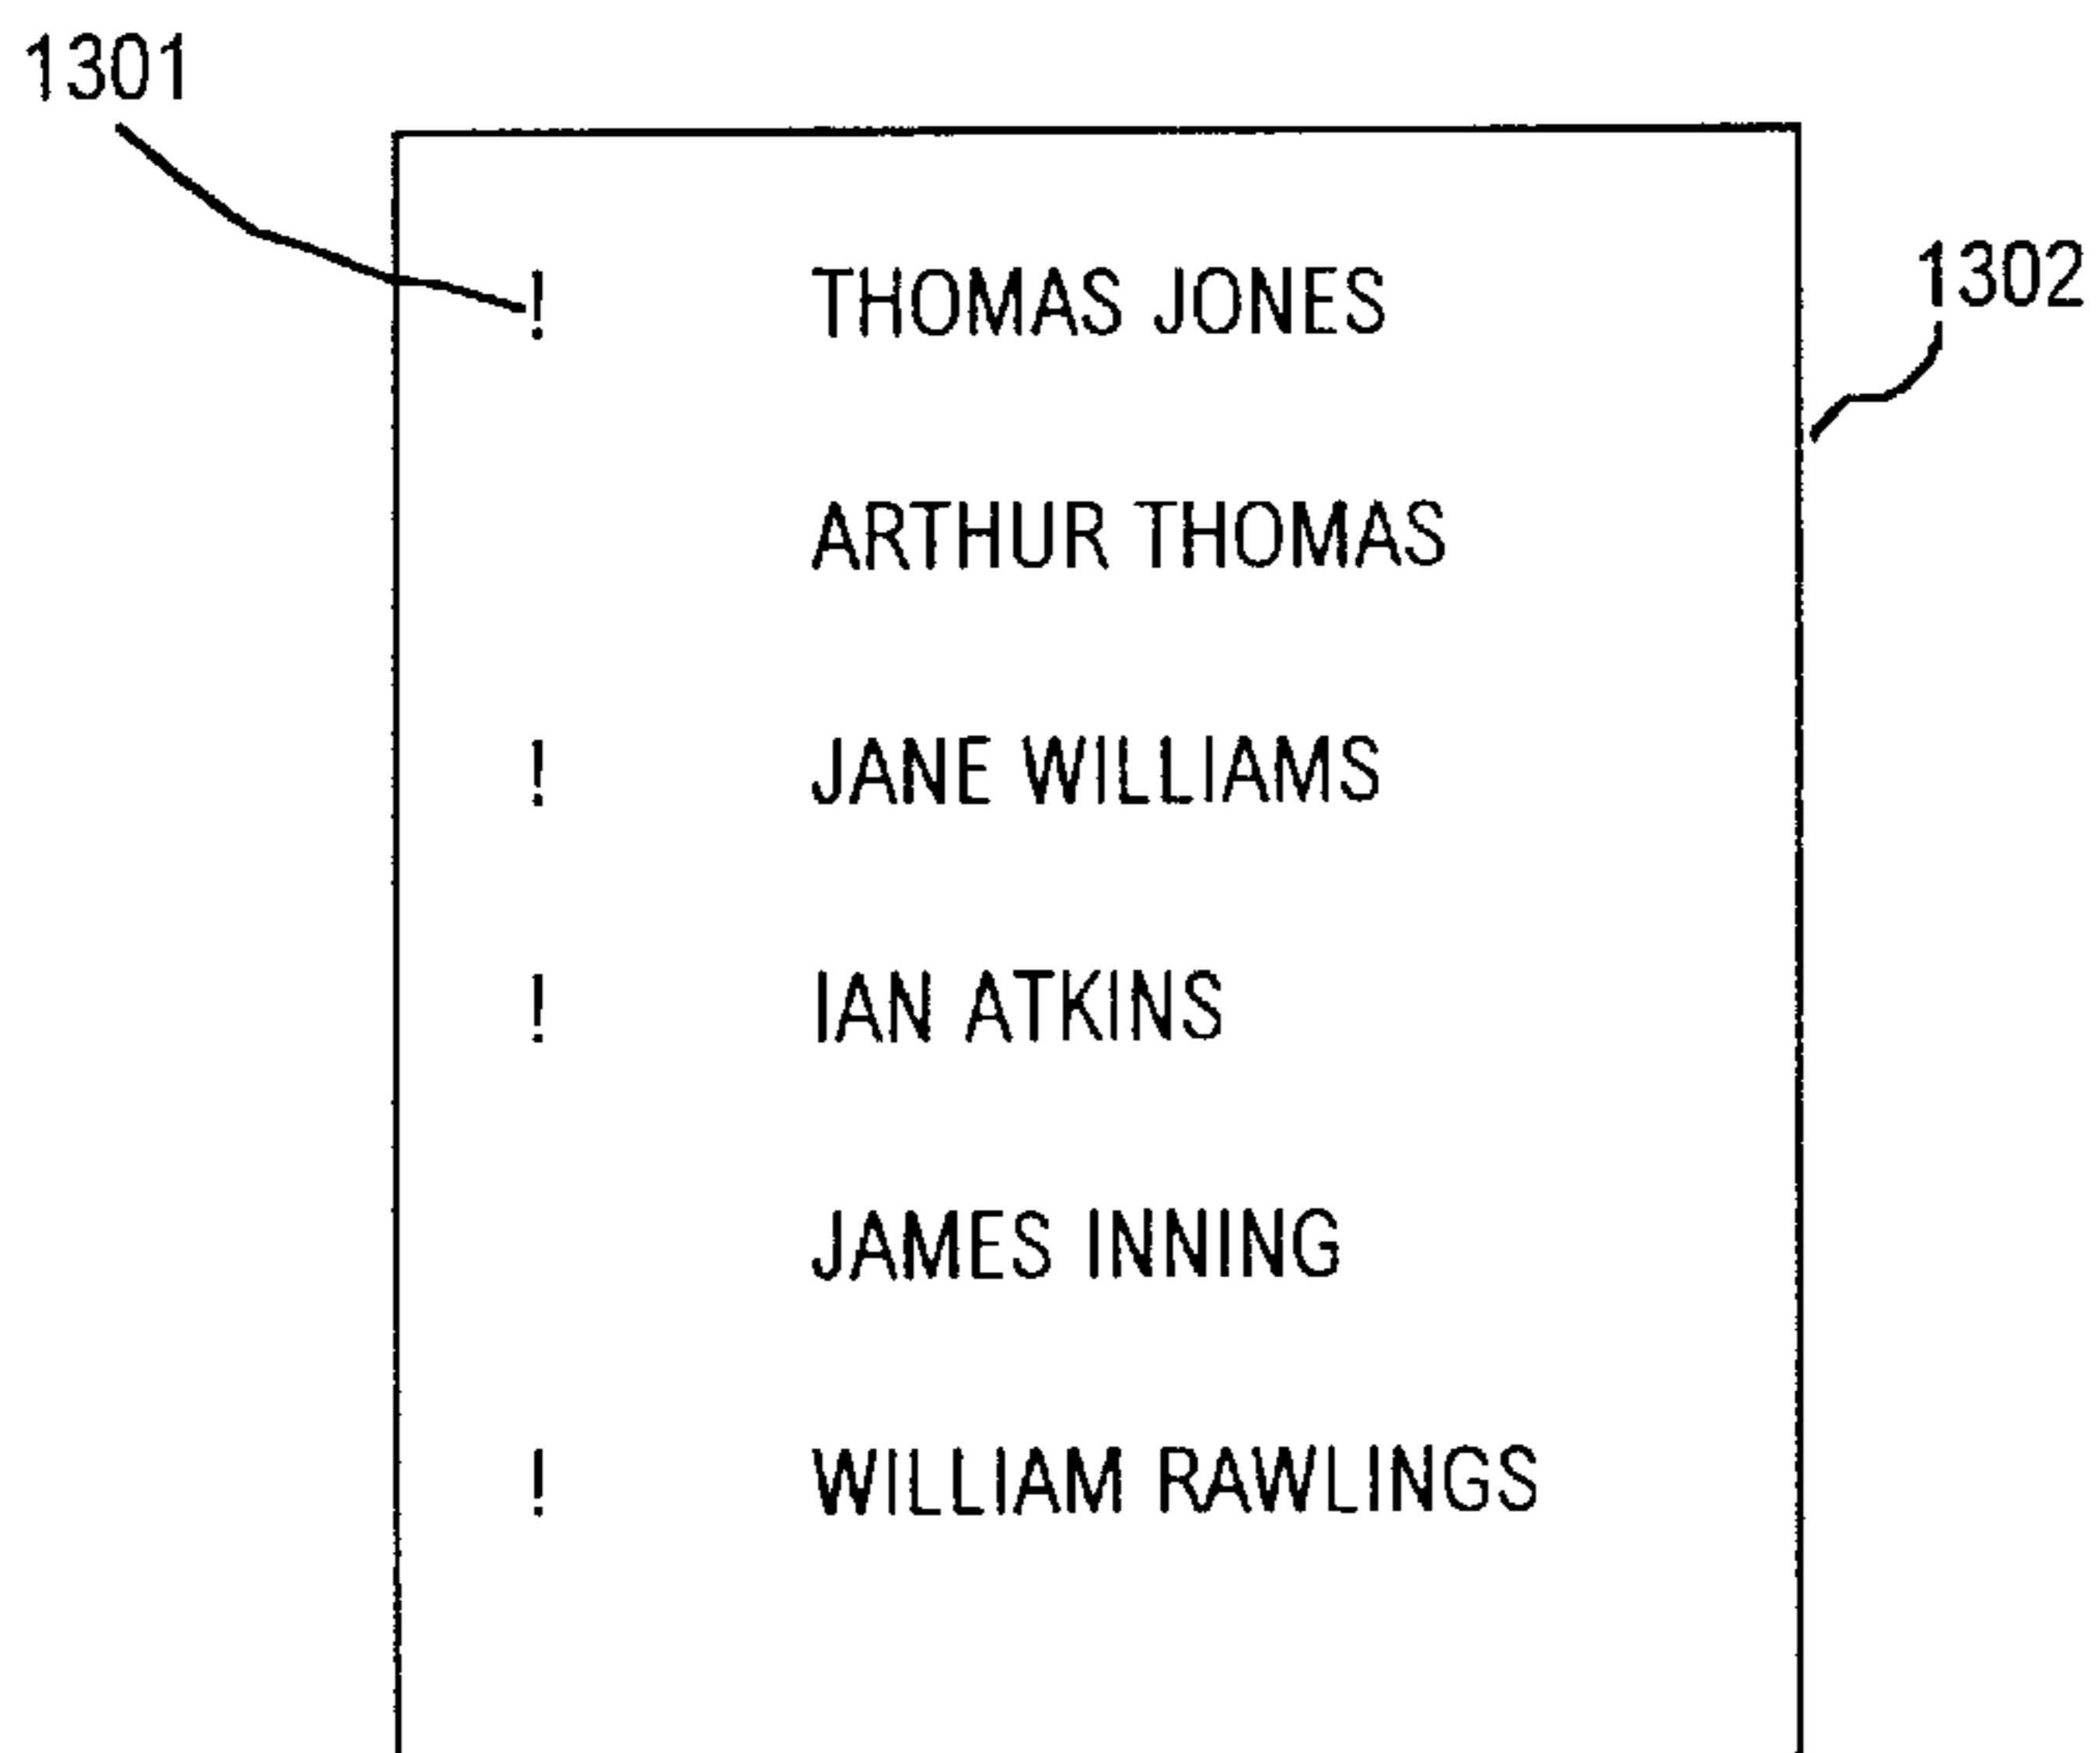 1301
1302
! THOMAS JONES
ARTHUR THOMAS
! JANE WILLIAMS
! IAN ATKINS
JAMES INNING
! WILLIAM RAWLINGS